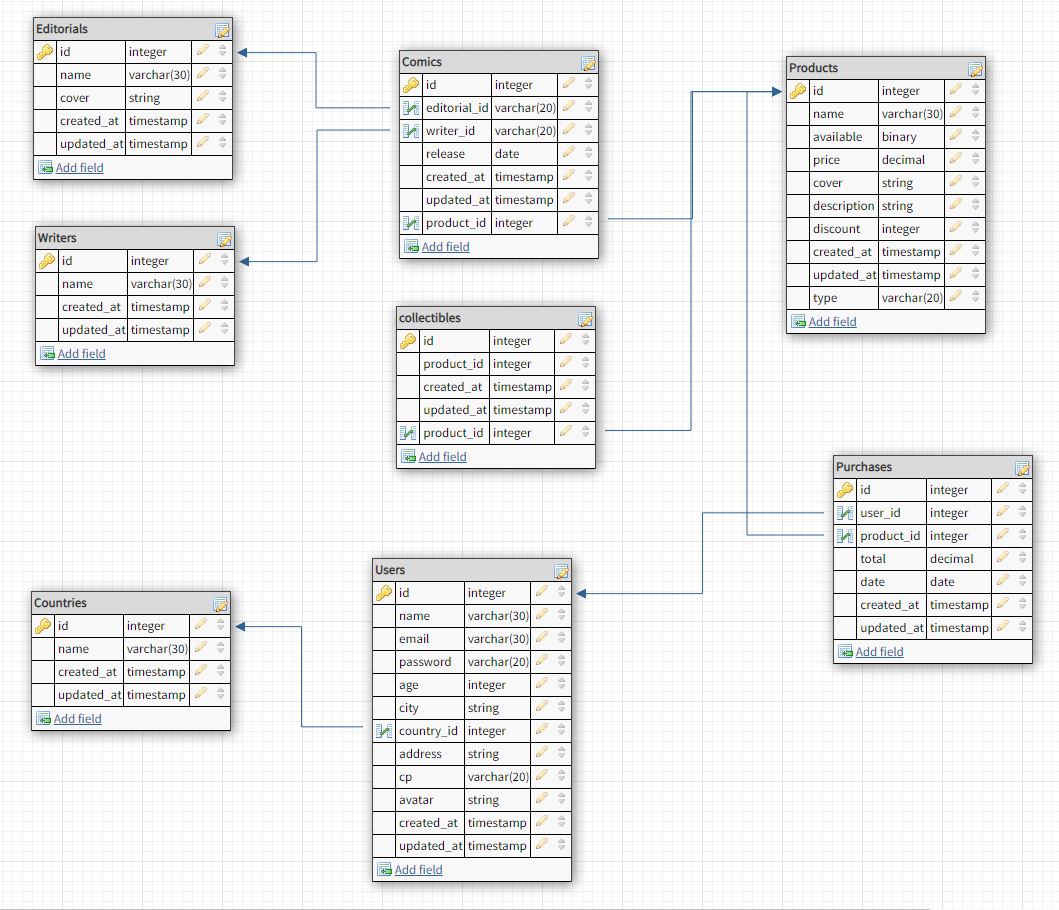 Editorials
id integer
name varchar(30)
cover string
created_at timestamp
updated_at timestamp
Add field
Writers
id integer
name varchar(30)
created_at timestamp
updated_at timestamp
Add field
Comics
id integer
editorial_id varchar(20)
writer_id varchar(20)
release date
created_at timestamp
updated_at timestamp
product_id integer
Add field
collectibles
id integer
product_id integer
created_at timestamp
updated_at timestamp
product_id integer
Add field
Products
id integer
name varchar(30)
available binary
price decimal
cover string
description string
discount integer
created_at timestamp
updated_at timestamp
type varchar(20)
Add field
Purchases
id integer
user_id integer
product_id integer
total decimal
date date
created_at timestamp
updated_at timestamp
Add field
Users
id integer
name varchar(30)
email varchar(30)
password varchar(20)
age integer
city string
country_id integer
address string
cp varchar(20)
avatar string
created_at timestamp
updated_at timestamp
Add field
Countries
id integer
name varchar(30)
created_at timestamp
updated_at timestamp
Add field